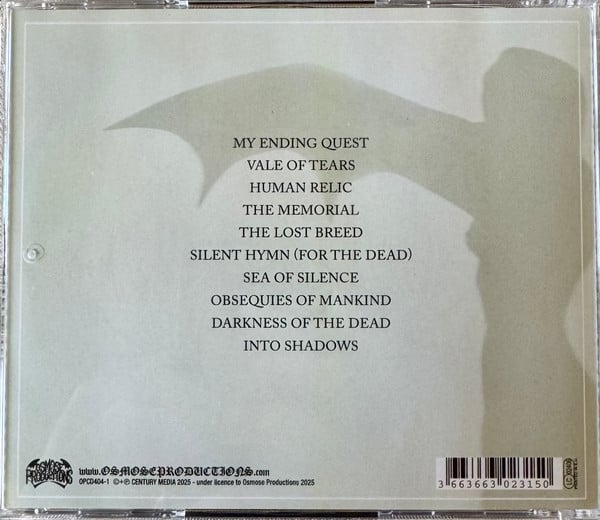 MY ENDING QUEST
VALE OF TEARS
HUMAN RELIC
THE MEMORIAL
THE LOST BREED
SILENT HYMN (FOR THE DEAD)
SEA OF SILENCE
OBSEQUIES OF MANKIND
DARKNESS OF THE DEAD
INTO SHADOWS
OSMOSE
PRODUCTIONS
www.OSMOSEPRODUCTIONS.com
OPCD404-1 ©+℗ CENTURY MEDIA 2025 - under licence to Osmose Productions 2025
3 663663 023150